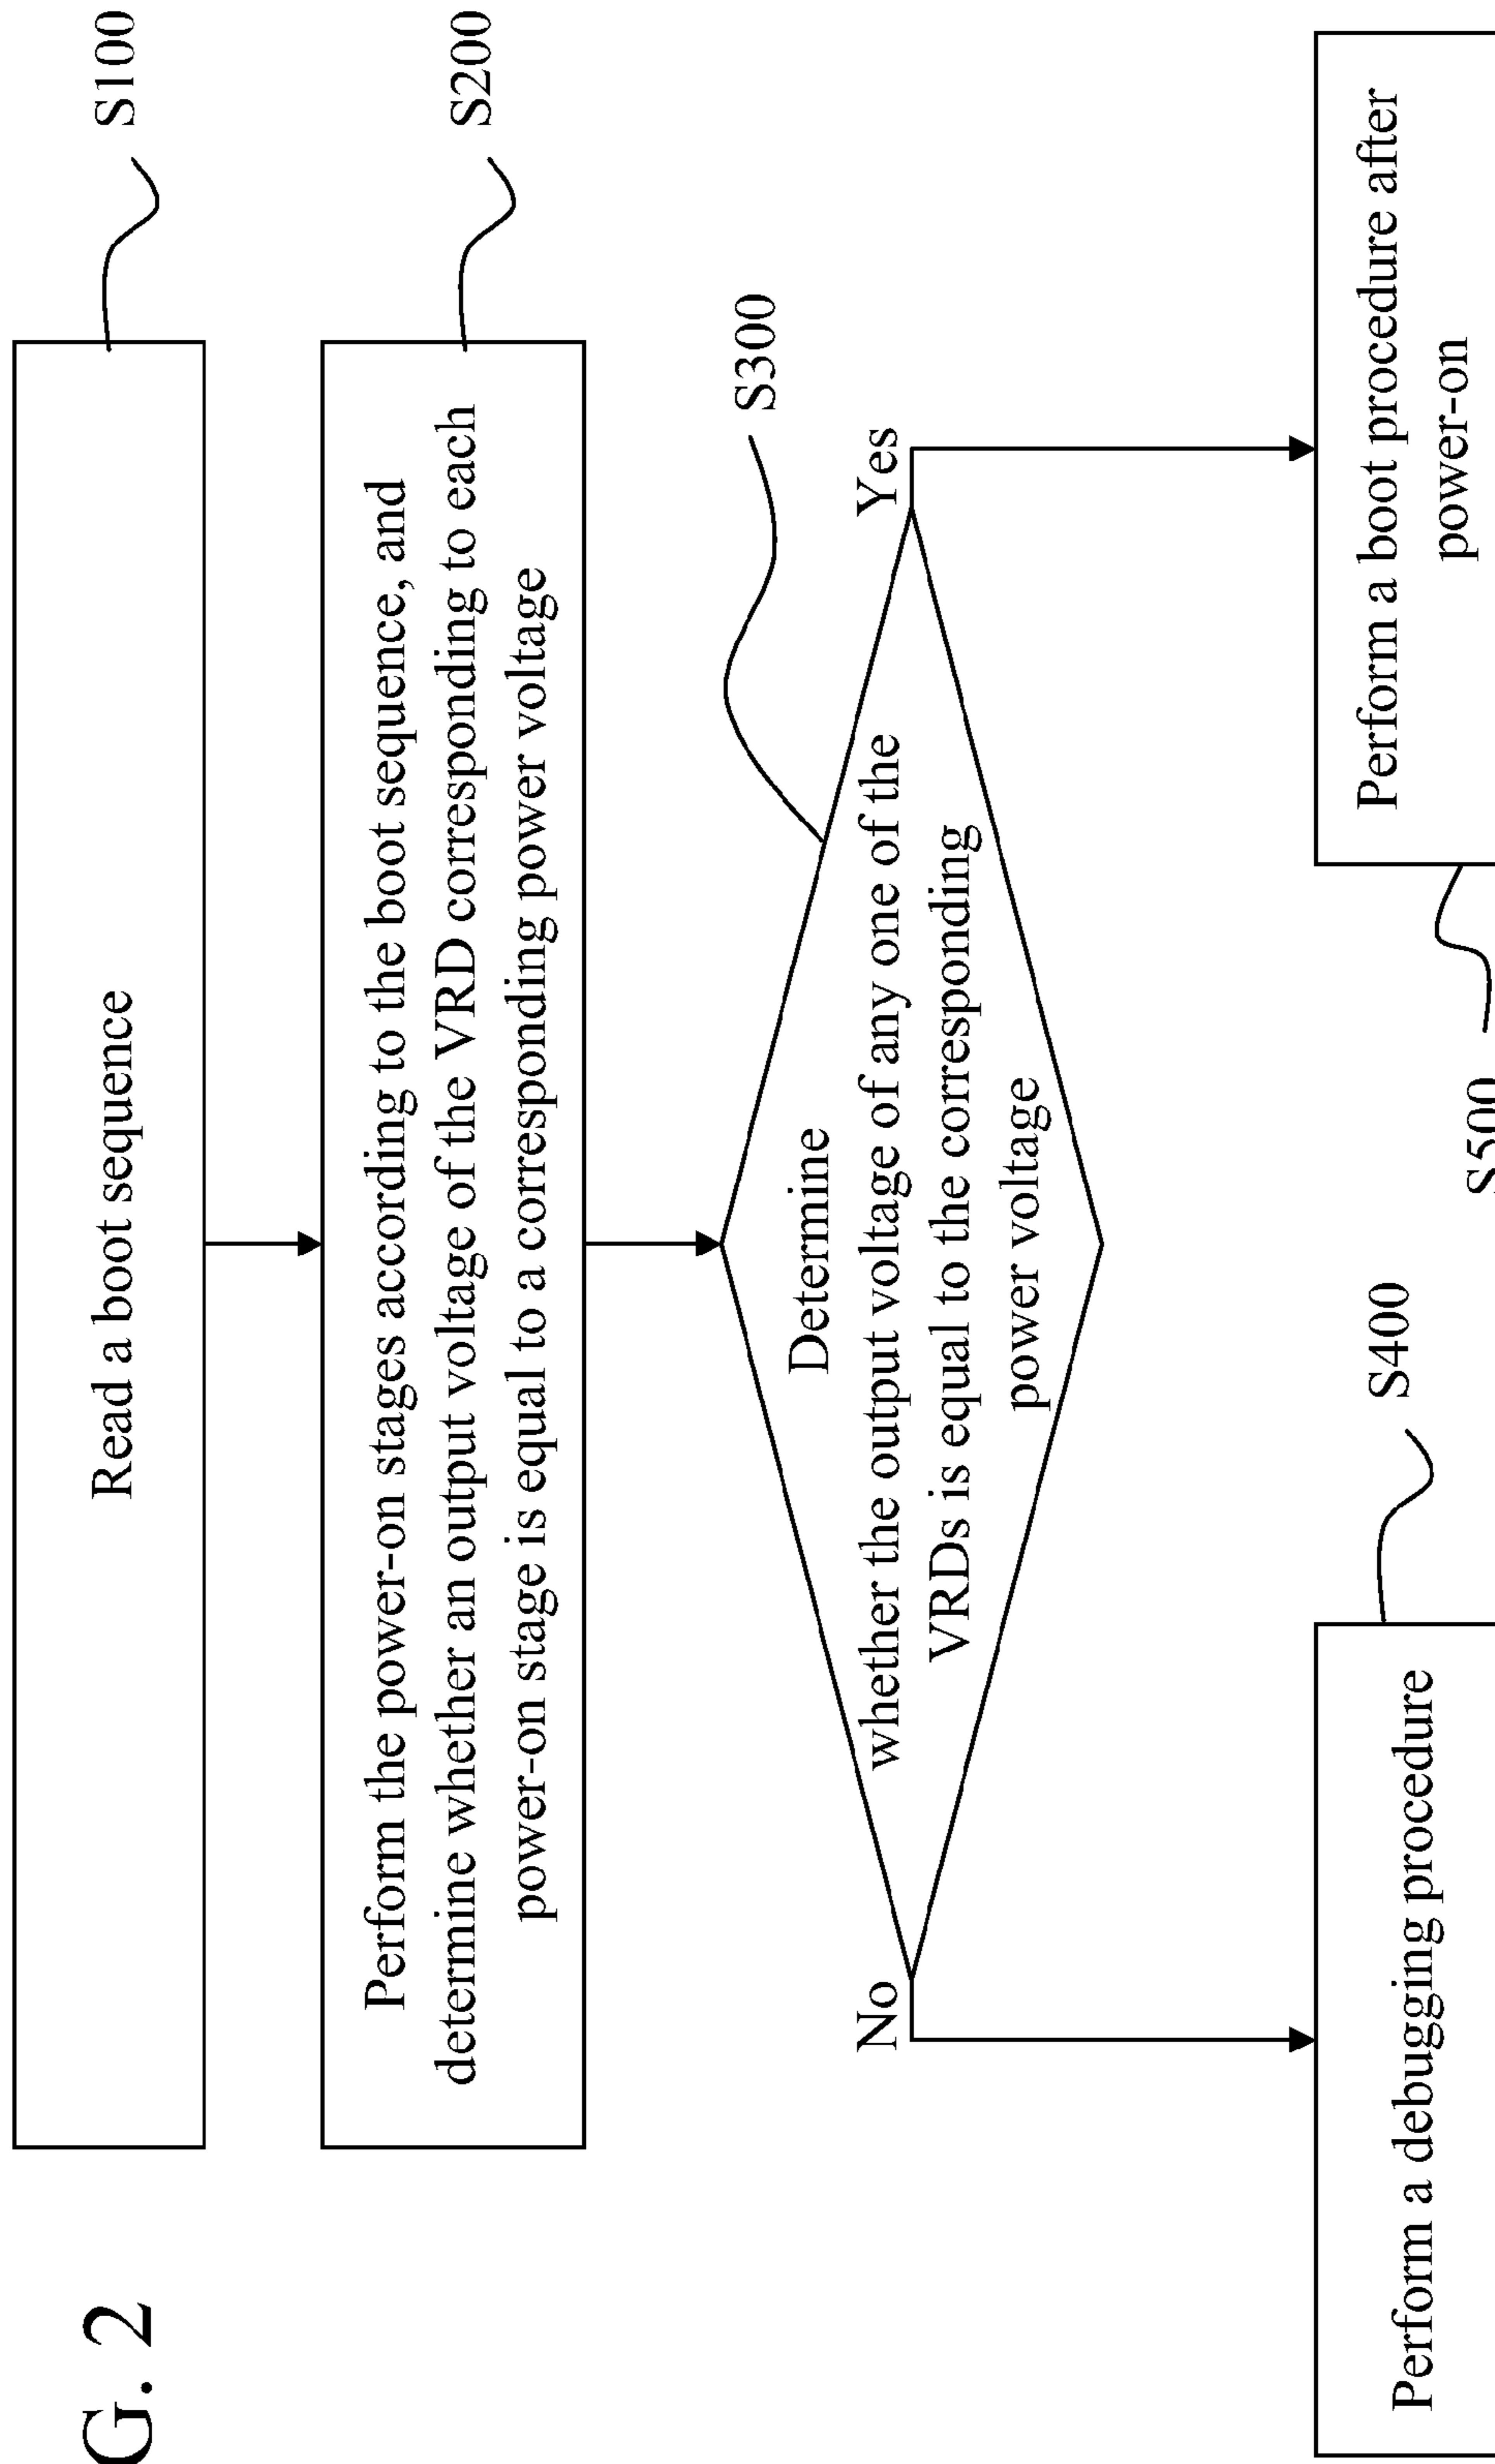 G. 2
Read a boot sequence
S100
Perform the power-on stages according to the boot sequence, and
determine whether an output voltage of the VRD corresponding to each
power-on stage is equal to a corresponding power voltage
S200
S300
Determine
whether the output voltage of any one of the
VRDs is equal to the corresponding
power voltage
No
Yes
S400
Perform a debugging procedure
S500
Perform a boot procedure after
power-on